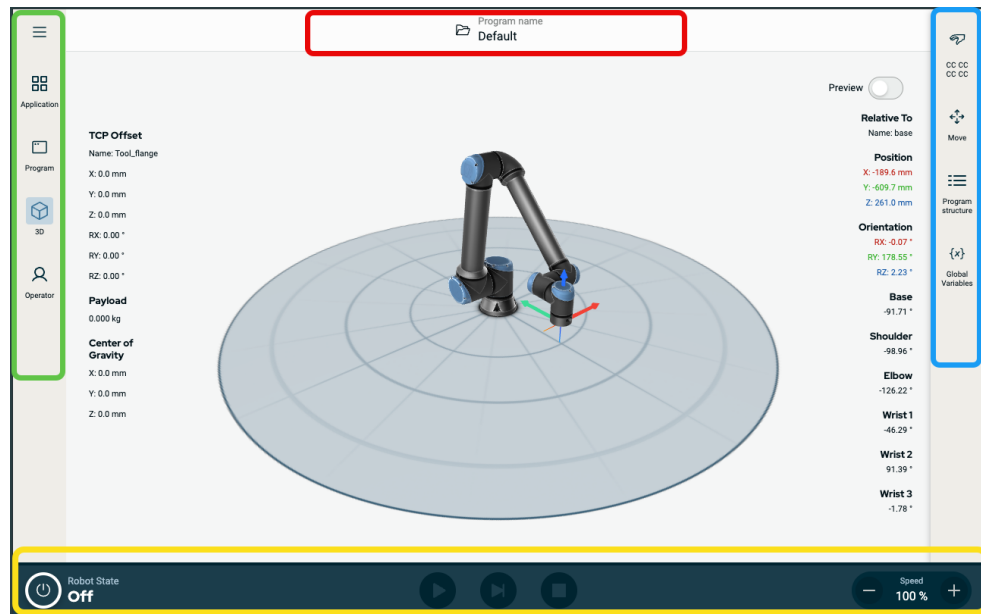 Program name
Default
Application
Program
3D
Operator
TCP Offset
Name: Tool_flange
X: 0.0 mm
Y: 0.0 mm
Z: 0.0 mm
RX: 0.00 °
RY: 0.00 °
RZ: 0.00 °
Payload
0.000 kg
Center of
Gravity
X: 0.0 mm
Y: 0.0 mm
Z: 0.0 mm
Preview
Relative To
Name: base
Position
X: -189.6 mm
Y: -609.7 mm
Z: 261.0 mm
Orientation
RX: -0.07 °
RY: 178.55 °
RZ: 2.23 °
Base
-91.71 °
Shoulder
-98.96 °
Elbow
-126.22 °
Wrist 1
-46.29 °
Wrist 2
91.39 °
Wrist 3
-1.78 °
CC CC
CC CC
Move
Program
structure
{x}
Global
Variables
Robot State
Off
Speed
100 %